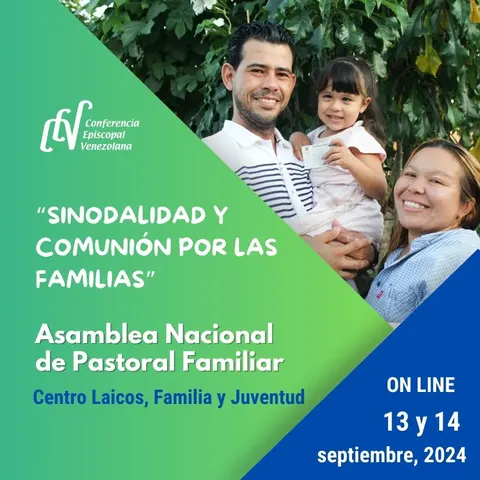 Conferencia
Episcopal
Venezolana
“SINODALIDAD Y
COMUNIÓN POR LAS
FAMILIAS”
Asamblea Nacional
de Pastoral Familiar
Centro Laicos, Familia y Juventud
ON LINE
13 y 14
septiembre, 2024